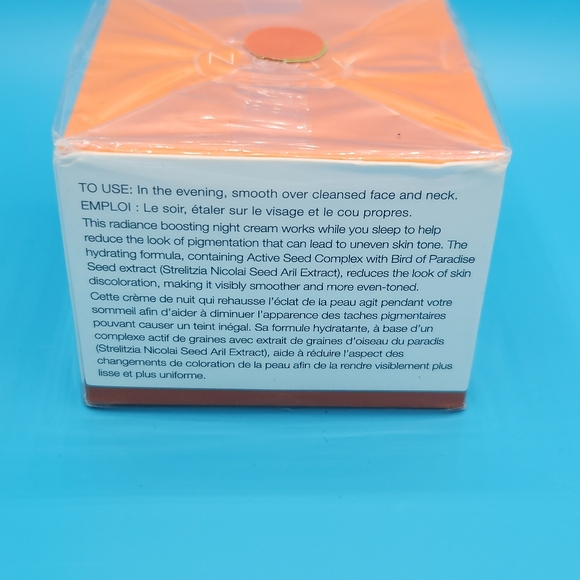 TO USE: In the evening, smooth over cleansed face and neck.
EMPLOI : Le soir, étaler sur le visage et le cou propres.
This radiance boosting night cream works while you sleep to help
reduce the look of pigmentation that can lead to uneven skin tone. The
hydrating formula, containing Active Seed Complex with Bird of Paradise
Seed extract (Strelitzia Nicolai Seed Aril Extract), reduces the look of skin
discoloration, making it visibly smoother and more even-toned.
Cette crème de nuit qui rehausse l'éclat de la peau agit pendant votre
sommeil afin d'aider à diminuer l'apparence des taches pigmentaires
pouvant causer un teint inégal. Sa formule hydratante, à base d'un
complexe actif de graines avec extrait de graines d'oiseau du paradis
(Strelitzia Nicolai Seed Aril Extract), aide à réduire l'aspect des
changements de coloration de la peau afin de la rendre visiblement plus
lisse et plus uniforme.